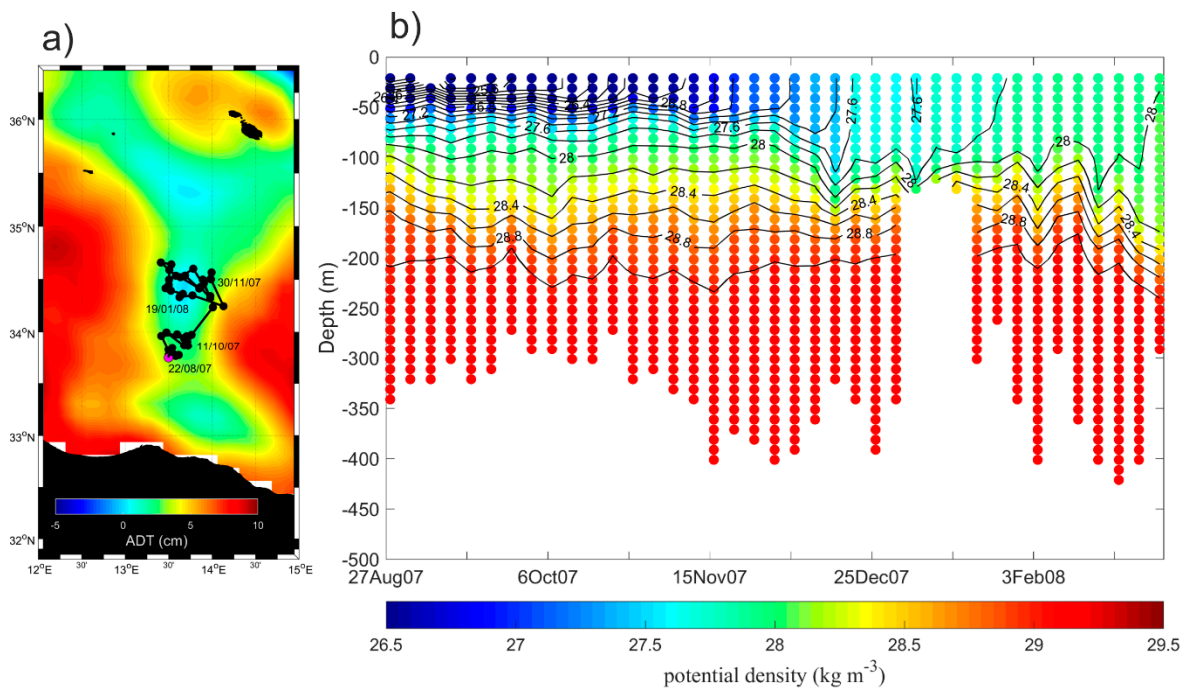 a)
36°N
35°N
34°N
33°N
32°N
30/11/07
19/01/08
11/10/07
22/08/07
-5 0 5 10
ADT (cm)
12°E 30' 13°E 30' 14°E 30' 15°E
b)
Depth (m)
0
-50
-100
-150
-200
-250
-300
-350
-400
-450
-500
25.6
26.4
26.8
27.2
27.6
27.6
27.6
27.6
28
28
28
28
28.4
28.4
28.4
28.4
28.8
28.8
28.8
27Aug07 6Oct07 15Nov07 25Dec07 3Feb08
26.5 27 27.5 28 28.5 29 29.5
potential density (kg m⁻³)